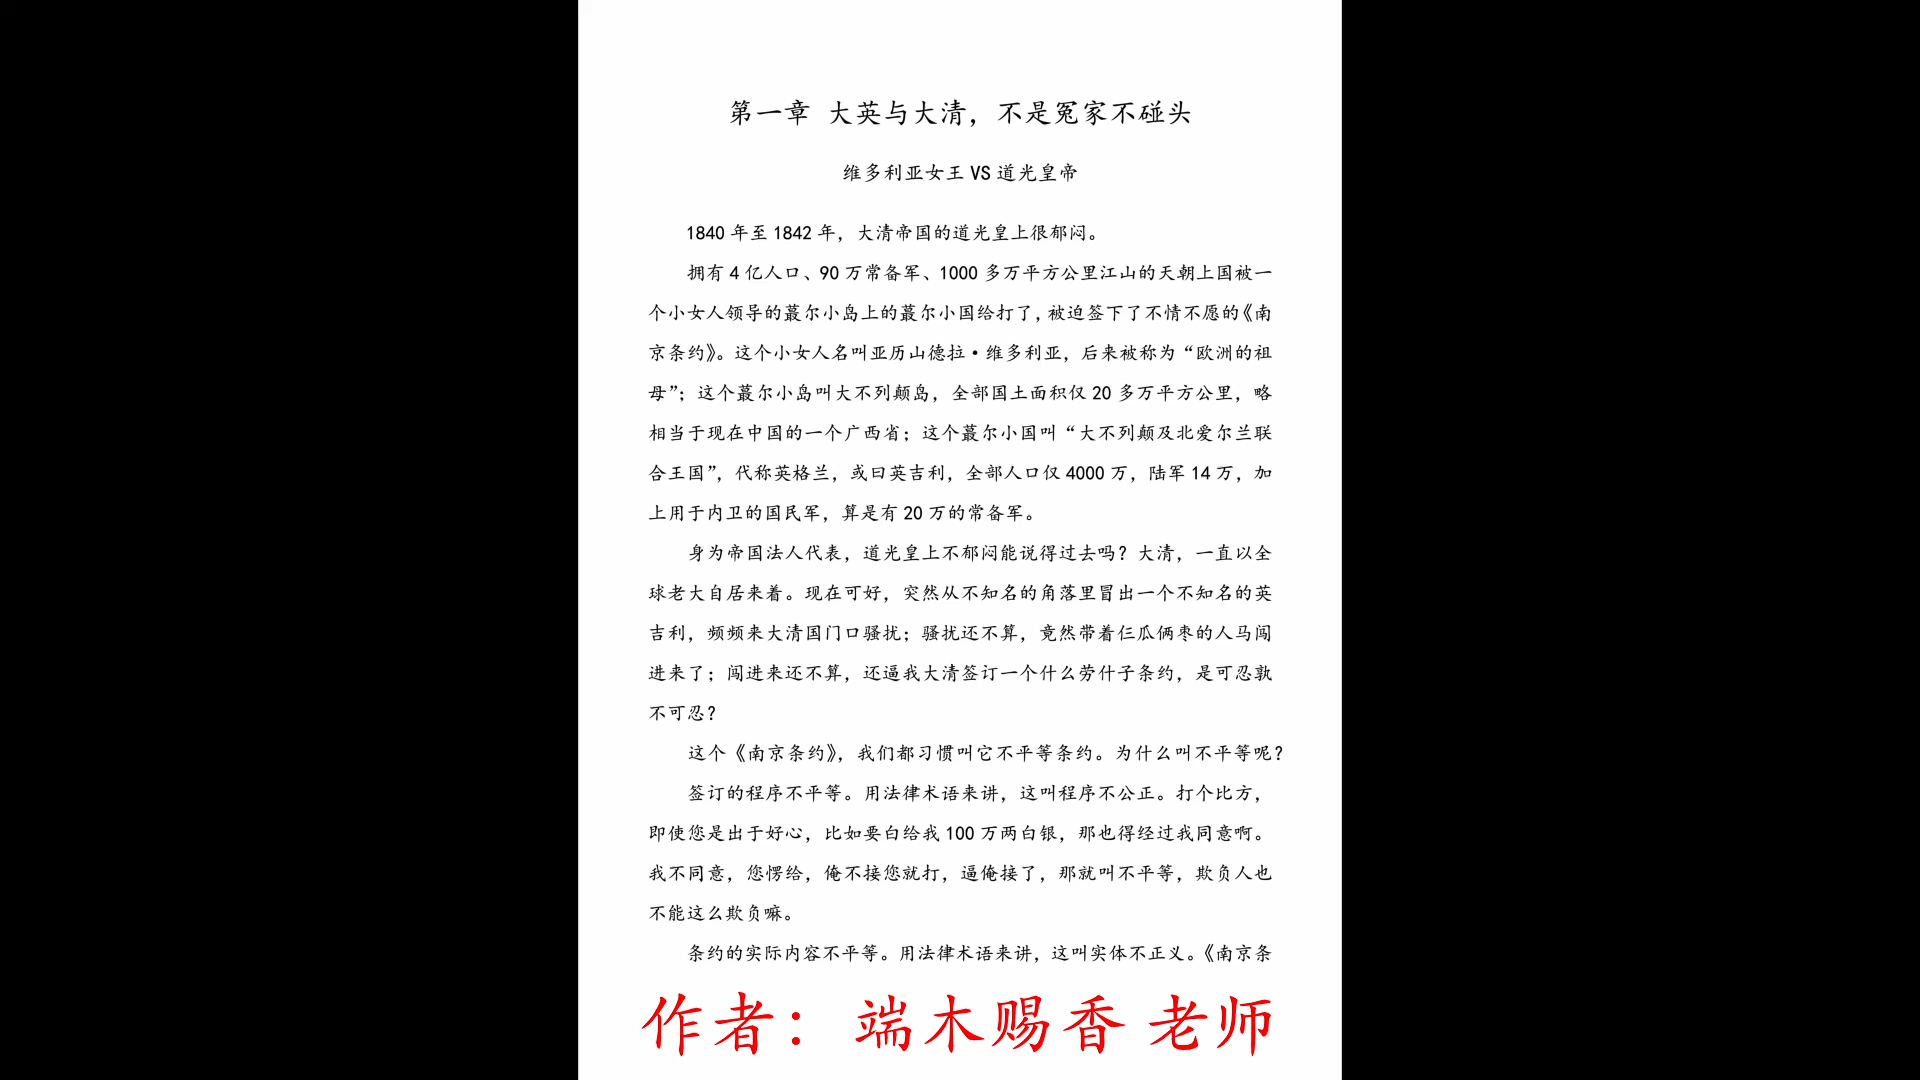 第一章 大英与大清，不是冤家不碰头
维多利亚女王 VS 道光皇帝
1840 年至 1842 年，大清帝国的道光皇上很郁闷。
拥有 4 亿人口、90 万常备军、1000 多万平方公里江山的天朝上国被一
个小女人领导的蕞尔小岛上的蕞尔小国给打了，被迫签下了不情不愿的《南
京条约》。这个小女人名叫亚历山德拉·维多利亚，后来被称为“欧洲的祖
母”；这个蕞尔小岛叫大不列颠岛，全部国土面积仅 20 多万平方公里，略
相当于现在中国的一个广西省；这个蕞尔小国叫“大不列颠及北爱尔兰联
合王国”，代称英格兰，或曰英吉利，全部人口仅 4000 万，陆军 14 万，加
上用于内卫的国民军，算是有 20 万的常备军。
身为帝国法人代表，道光皇上不郁闷能说得过去吗？大清，一直以全
球老大自居来着。现在可好，突然从不知名的角落里冒出一个不知名的英
吉利，频频来大清国门口骚扰；骚扰还不算，竟然带着仨瓜俩枣的人马闯
进来了；闯进来还不算，还逼我大清签订一个什么劳什子条约，是可忍孰
不可忍？
这个《南京条约》，我们都习惯叫它不平等条约。为什么叫不平等呢？
签订的程序不平等。用法律术语来讲，这叫程序不公正。打个比方，
即使您是出于好心，比如要白给我 100 万两白银，那也得经过我同意啊。
我不同意，您愣给，俺不接您就打，逼俺接了，那就叫不平等，欺负人也
不能这么欺负嘛。
条约的实际内容不平等。用法律术语来讲，这叫实体不正义。《南京条
作者：端木赐香 老师